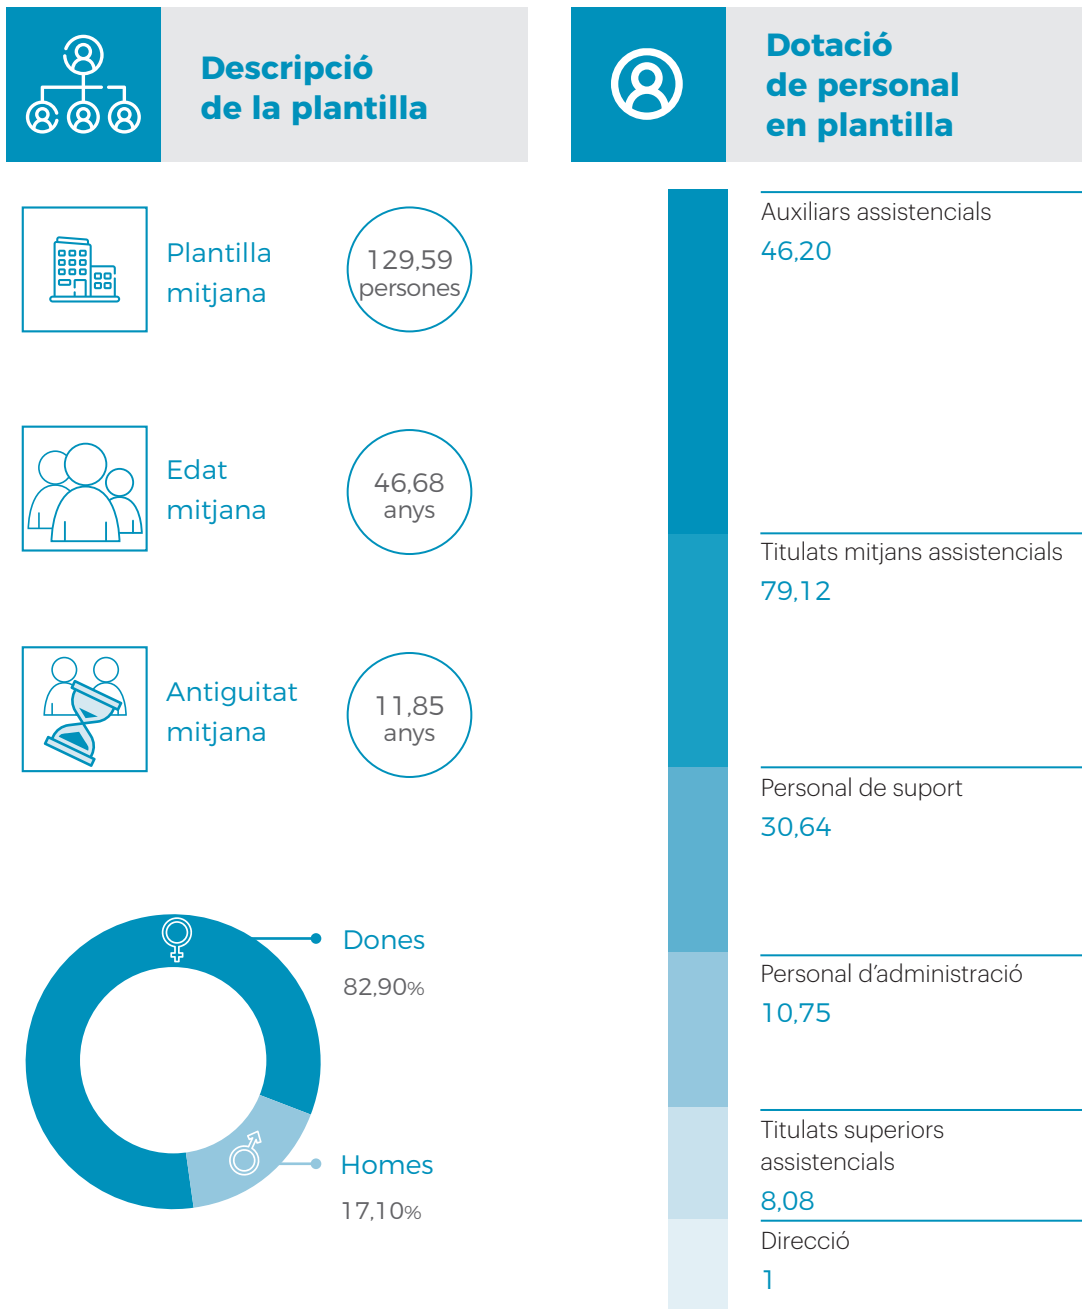 Descripció
de la plantilla
Plantilla
mitjana
129,59
persones
Edat
mitjana
46,68
anys
Antiguitat
mitjana
11,85
anys
Dones
82,90%
Homes
17,10%
Dotació
de personal
en plantilla
Auxiliars assistencials
46,20
Titulats mitjans assistencials
79,12
Personal de suport
30,64
Personal d’administració
10,75
Titulats superiors
assistencials
8,08
Direcció
1